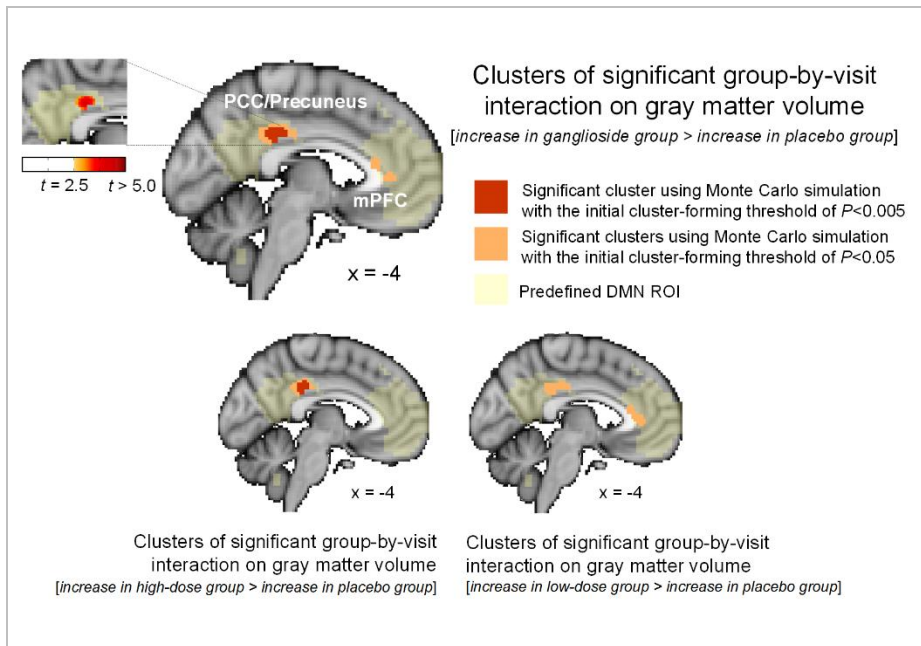 PCC/Precuneus
t = 2.5
t > 5.0
mPFC
x = -4
Clusters of significant group-by-visit
interaction on gray matter volume
[increase in ganglioside group > increase in placebo group]
Significant cluster using Monte Carlo simulation
with the initial cluster-forming threshold of P<0.005
Significant clusters using Monte Carlo simulation
with the initial cluster-forming threshold of P<0.05
Predefined DMN ROI
x = -4
Clusters of significant group-by-visit
interaction on gray matter volume
[increase in high-dose group > increase in placebo group]
x = -4
Clusters of significant group-by-visit
interaction on gray matter volume
[increase in low-dose group > increase in placebo group]